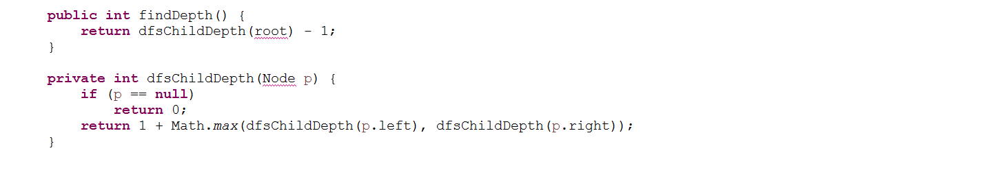 public int findDepth() {
    return dfsChildDepth(root) - 1;
}
private int dfsChildDepth(Node p) {
    if (p == null)
        return 0;
    return 1 + Math.max(dfsChildDepth(p.left), dfsChildDepth(p.right));
}